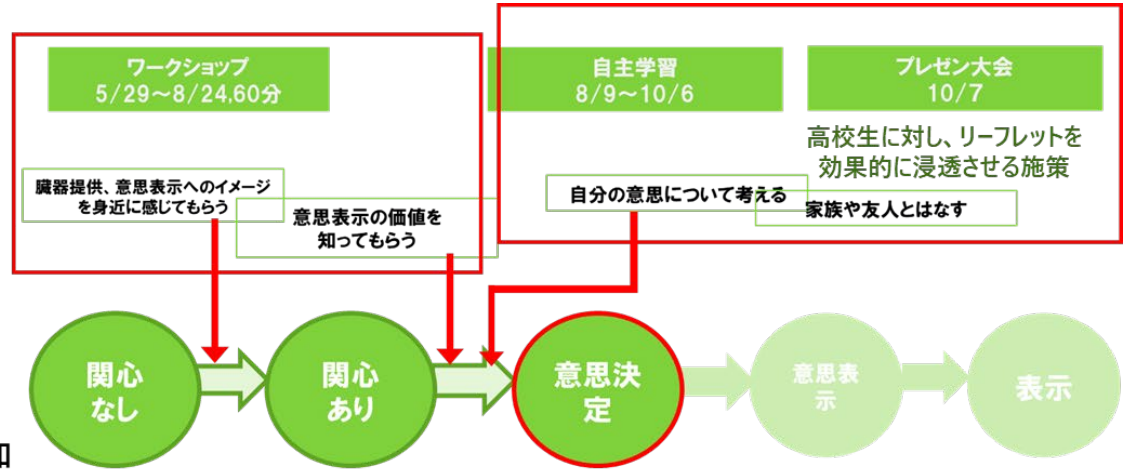 ワークショップ
5/29～8/24,60分
自主学習
8/9～10/6
プレゼン大会
10/7
高校生に対し、リーフレットを
効果的に浸透させる施策
臓器提供、意思表示へのイメージ
を身近に感じてもらう
意思表示の価値を
知ってもらう
自分の意思について考える
家族や友人とはなす
関心
なし
関心
あり
意思決
定
意思表
示
表示